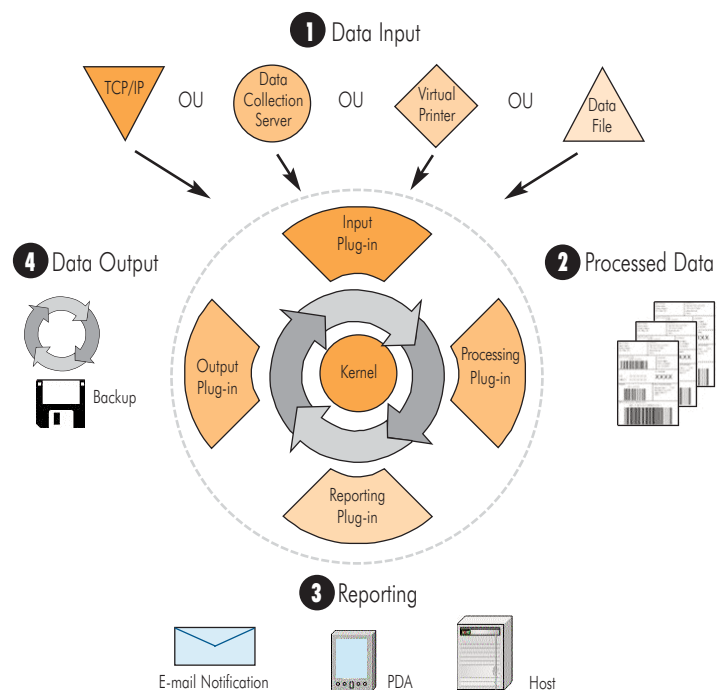 1 Data Input
TCP/IP
OU
Data
Collection
Server
OU
Virtual
Printer
OU
Data
File
Input
Plug-in
4 Data Output
2 Processed Data
Output
Plug-in
Kernel
Processing
Plug-in
Backup
XXXX
Reporting
Plug-in
3 Reporting
E-mail Notification
PDA
Host